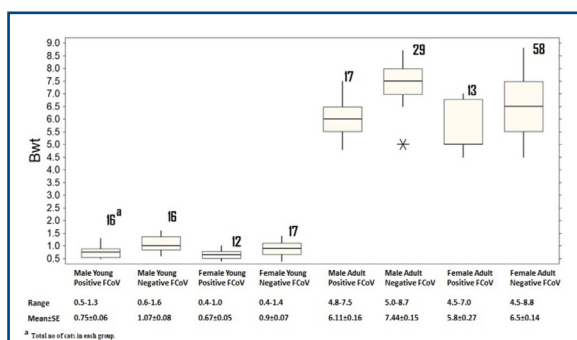 9.0
8.5
8.0
7.5
7.0
6.5
6.0
5.5
5.0
4.5
4.0
3.5
3.0
2.5
2.0
1.5
1.0
0.5
Bwt
16a
16
12
17
17
29
13
58
Male Young Positive FCoV
Male Young Negative FCoV
Female Young Positive FCoV
Female Young Negative FCoV
Male Adult Positive FCoV
Male Adult Negative FCoV
Female Adult Positive FCoV
Female Adult Negative FCoV
Range 0.5-1.3 0.6-1.6 0.4-1.0 0.4-1.4 4.8-7.5 5.0-8.7 4.5-7.0 4.5-8.8
Mean±SE 0.75±0.06 1.07±0.08 0.67±0.05 0.9±0.07 6.11±0.16 7.44±0.15 5.8±0.27 6.5±0.14
a Total no of cats in each group.